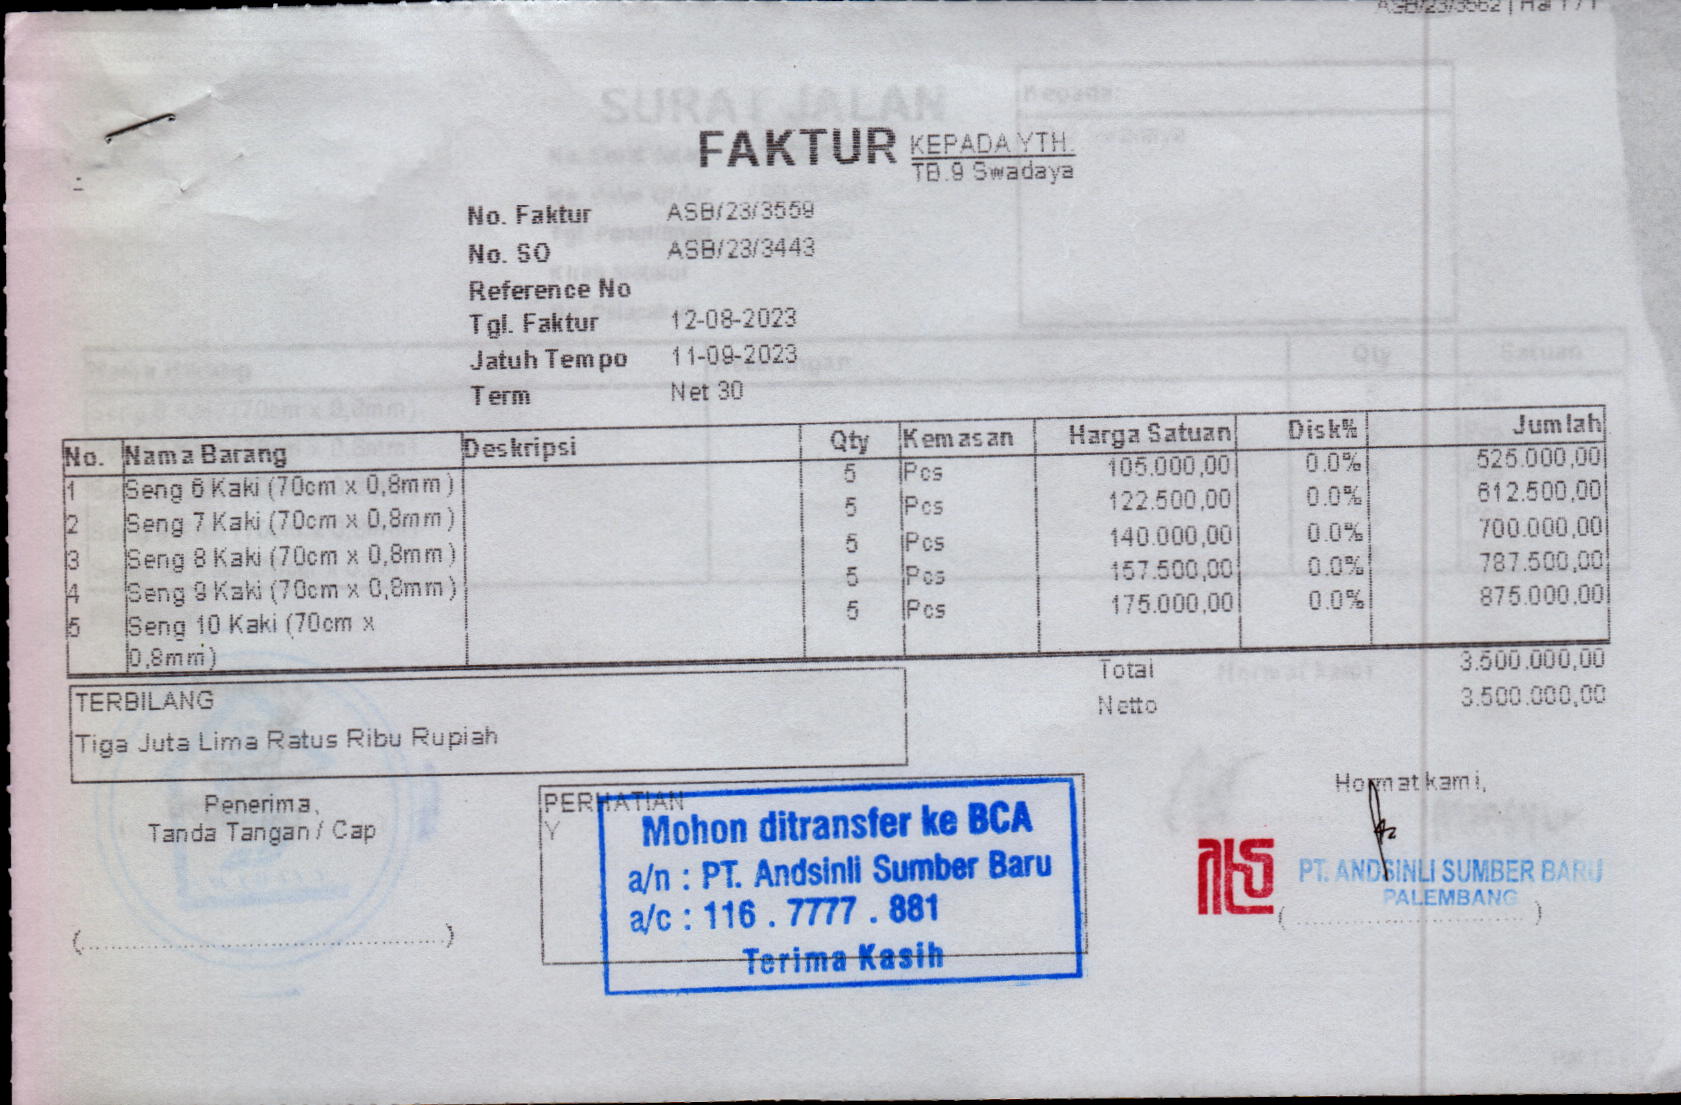 ASB/23/3562 | Hal 1 / 1
SURAT JALAN
Kepada:
FAKTUR
KEPADA YTH.
TB.9 Swadaya
No. Faktur ASB/23/3559
No. SO ASB/23/3443
Reference No
Tgl. Faktur 12-08-2023
Jatuh Tempo 11-09-2023
Term Net 30
No. Nama Barang Deskripsi Qty Kemasan Harga Satuan Disk% Jumlah
1 Seng 6 Kaki (70cm x 0,8mm) 5 Pcs 105.000,00 0.0% 525.000,00
2 Seng 7 Kaki (70cm x 0,8mm) 5 Pcs 122.500,00 0.0% 612.500,00
3 Seng 8 Kaki (70cm x 0,8mm) 5 Pcs 140.000,00 0.0% 700.000,00
4 Seng 9 Kaki (70cm x 0,8mm) 5 Pcs 157.500,00 0.0% 787.500,00
5 Seng 10 Kaki (70cm x 5 Pcs 175.000,00 0.0% 875.000,00
0,8mm)
Total 3.500.000,00
Netto 3.500.000,00
TERBILANG
Tiga Juta Lima Ratus Ribu Rupiah
Penerima,
Tanda Tangan / Cap
PERHATIAN
Y
Mohon ditransfer ke BCA
a/n : PT. Andsinli Sumber Baru
a/c : 116 . 7777 . 881
Terima Kasih
Hormat kami,
PT. ANDSINLI SUMBER BARU
PALEMBANG